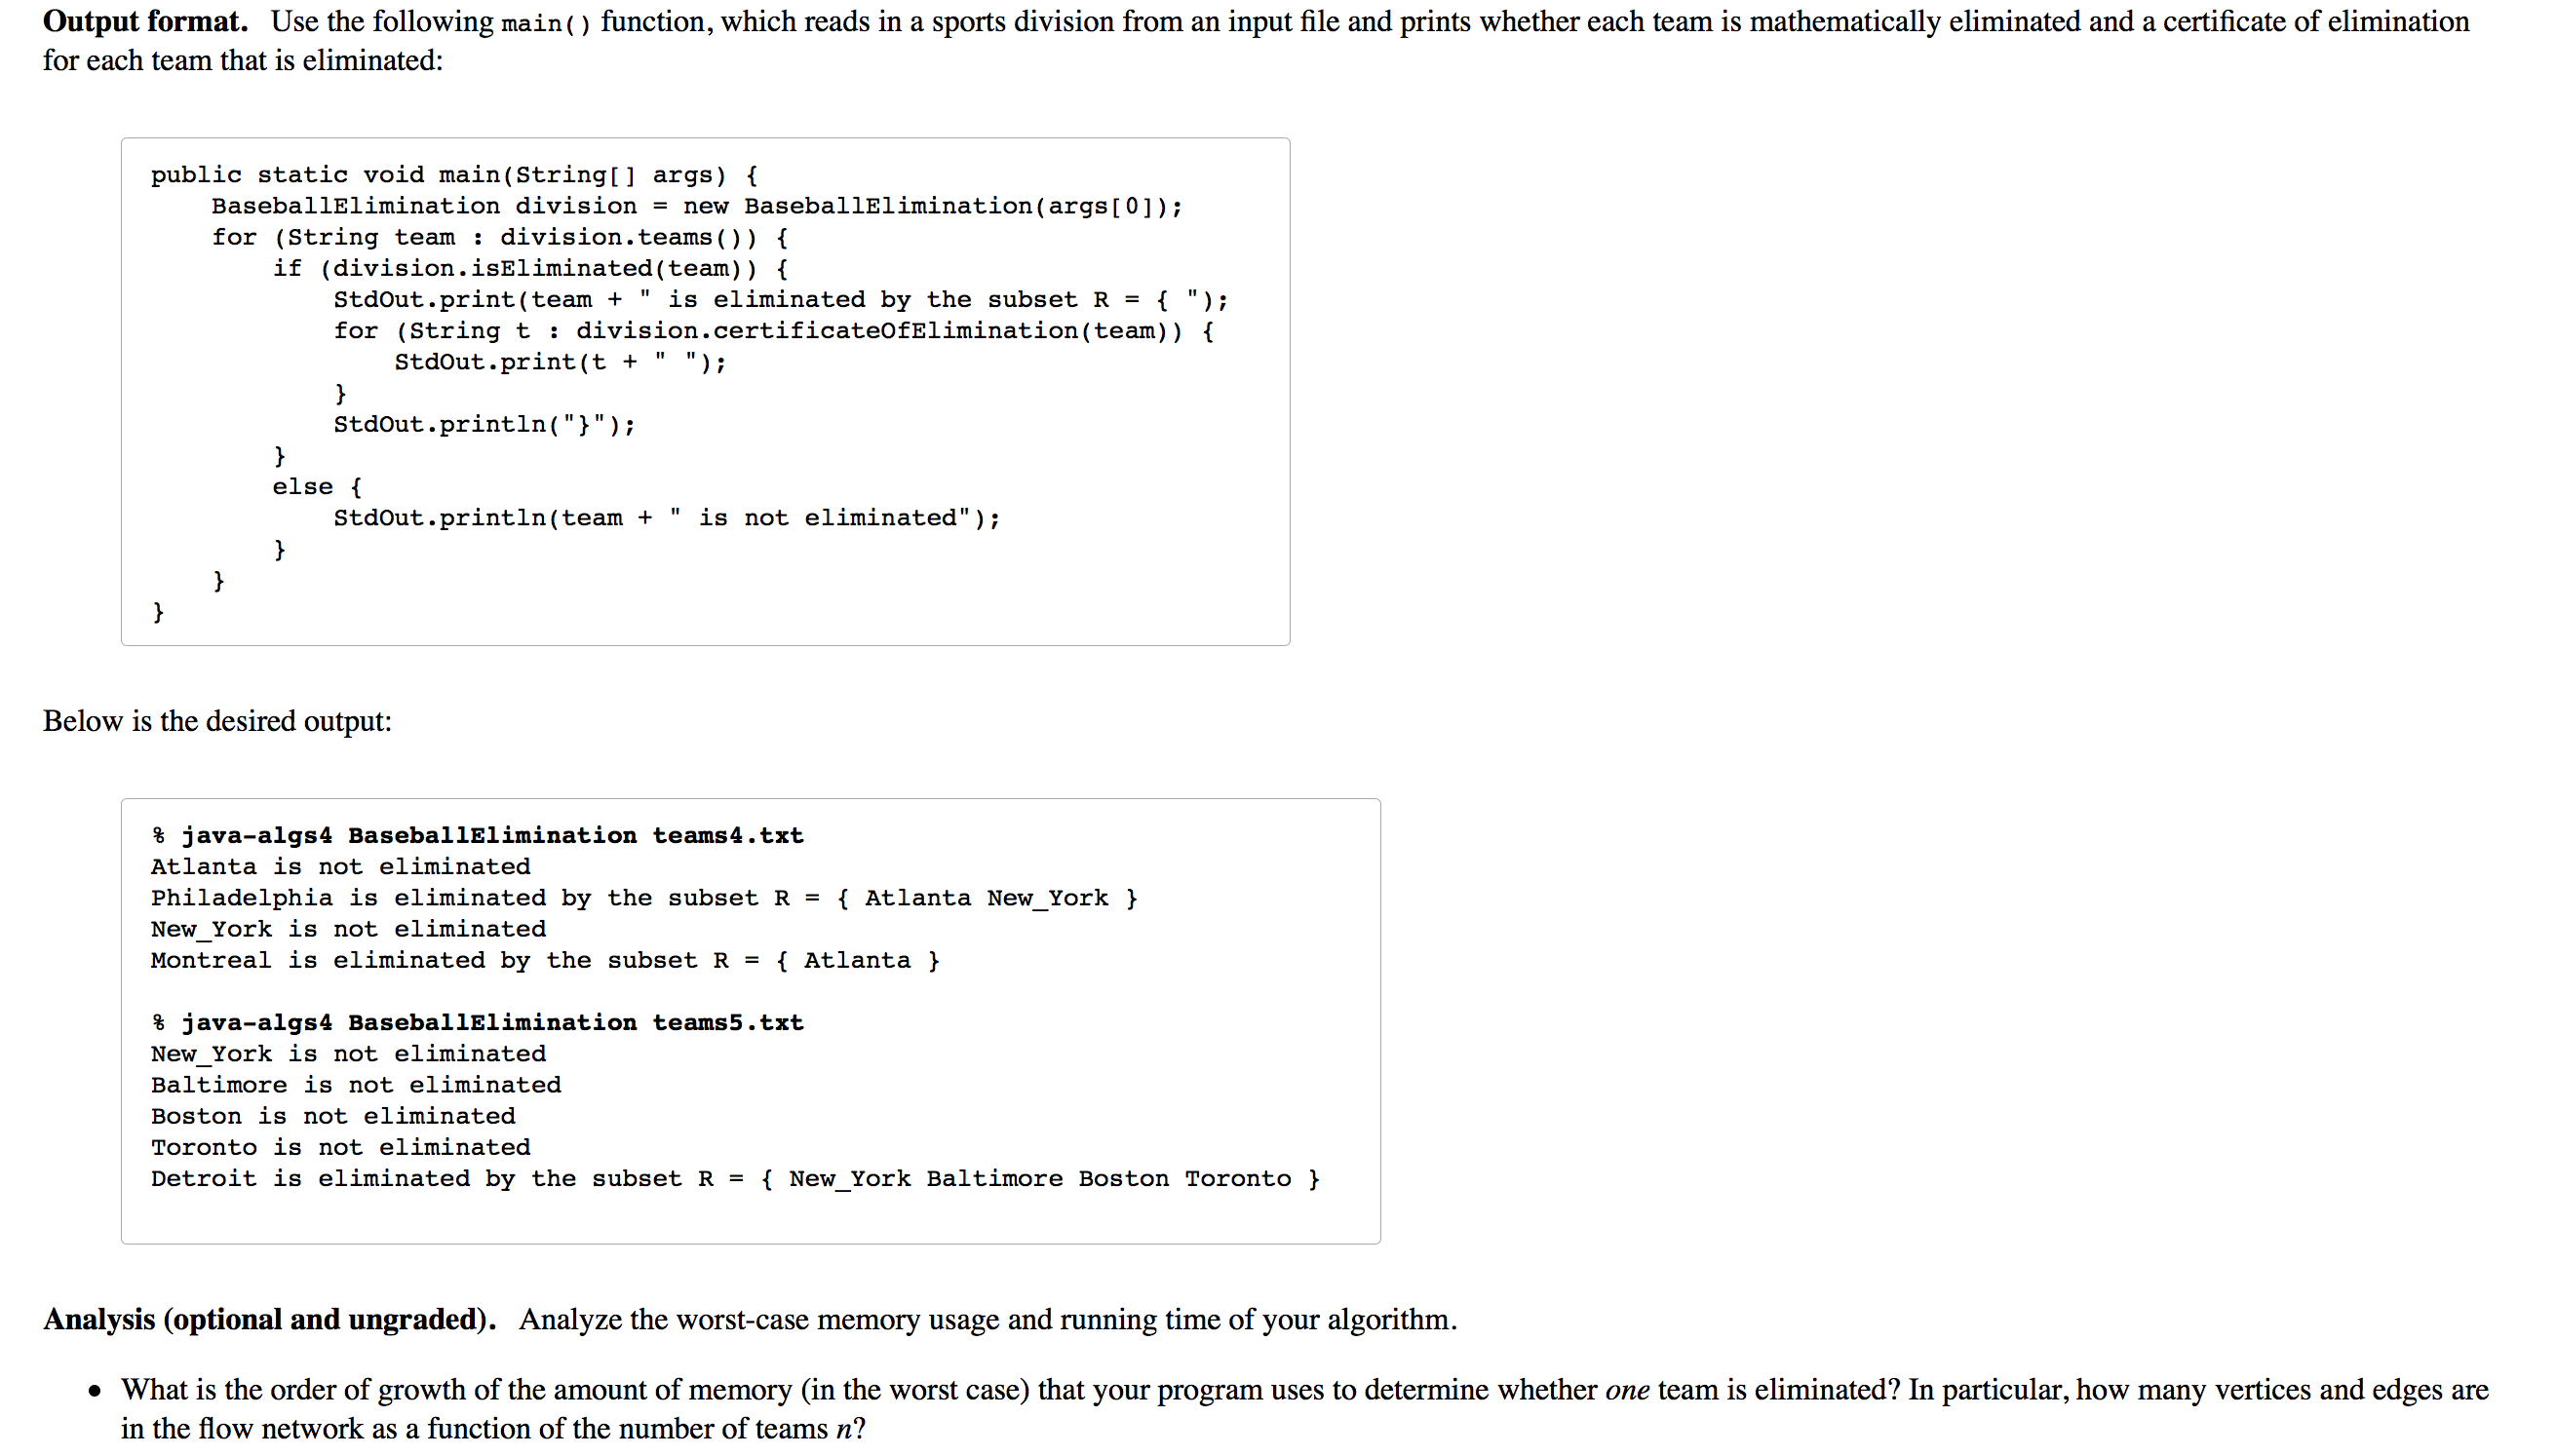 Output format. Use the following main() function, which reads in a sports division from an input file and prints whether each team is mathematically eliminated and a certificate of elimination
for each team that is eliminated:
public static void main(String[] args) {
    BaseballElimination division = new BaseballElimination(args[0]);
    for (String team : division.teams()) {
        if (division.isEliminated(team)) {
            StdOut.print(team + " is eliminated by the subset R = { ");
            for (String t : division.certificateOfElimination(team)) {
                StdOut.print(t + " ");
            }
            StdOut.println("}");
        }
        else {
            StdOut.println(team + " is not eliminated");
        }
    }
}
Below is the desired output:
% java-algs4 BaseballElimination teams4.txt
Atlanta is not eliminated
Philadelphia is eliminated by the subset R = { Atlanta New_York }
New_York is not eliminated
Montreal is eliminated by the subset R = { Atlanta }
% java-algs4 BaseballElimination teams5.txt
New_York is not eliminated
Baltimore is not eliminated
Boston is not eliminated
Toronto is not eliminated
Detroit is eliminated by the subset R = { New_York Baltimore Boston Toronto }
Analysis (optional and ungraded). Analyze the worst-case memory usage and running time of your algorithm.
• What is the order of growth of the amount of memory (in the worst case) that your program uses to determine whether one team is eliminated? In particular, how many vertices and edges are
in the flow network as a function of the number of teams n?